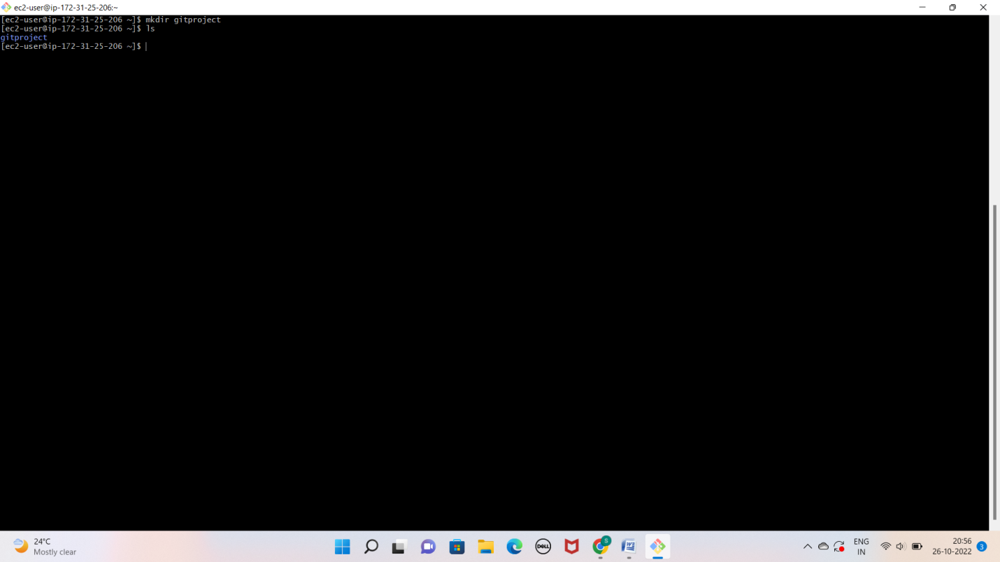 ec2-user@ip-172-31-25-206:~
[ec2-user@ip-172-31-25-206 ~]$ mkdir gitproject
[ec2-user@ip-172-31-25-206 ~]$ ls
gitproject
[ec2-user@ip-172-31-25-206 ~]$
24°C
Mostly clear
DELL
S
W
ENG
IN
20:56
26-10-2022
3